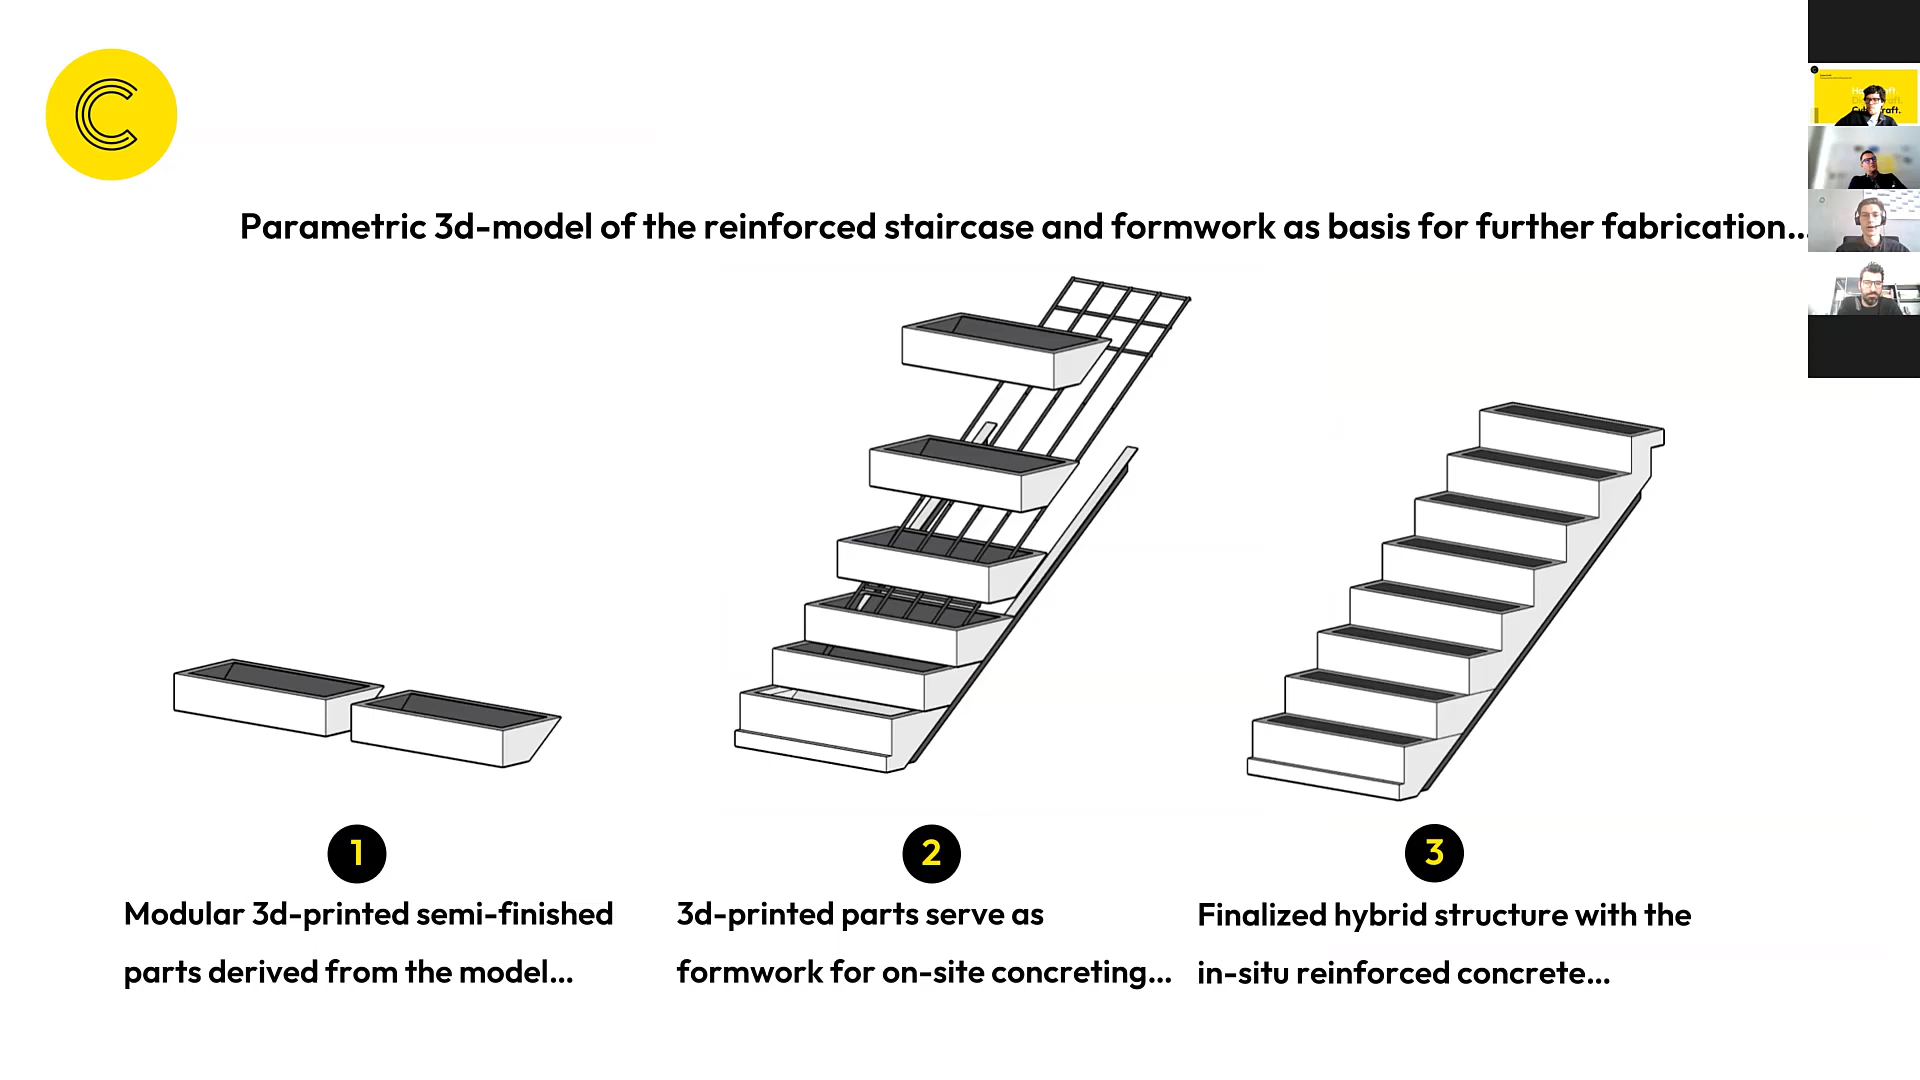 C
Parametric 3d-model of the reinforced staircase and formwork as basis for further fabrication...
1
Modular 3d-printed semi-finished
parts derived from the model...
2
3d-printed parts serve as
formwork for on-site concreting...
3
Finalized hybrid structure with the
in-situ reinforced concrete...